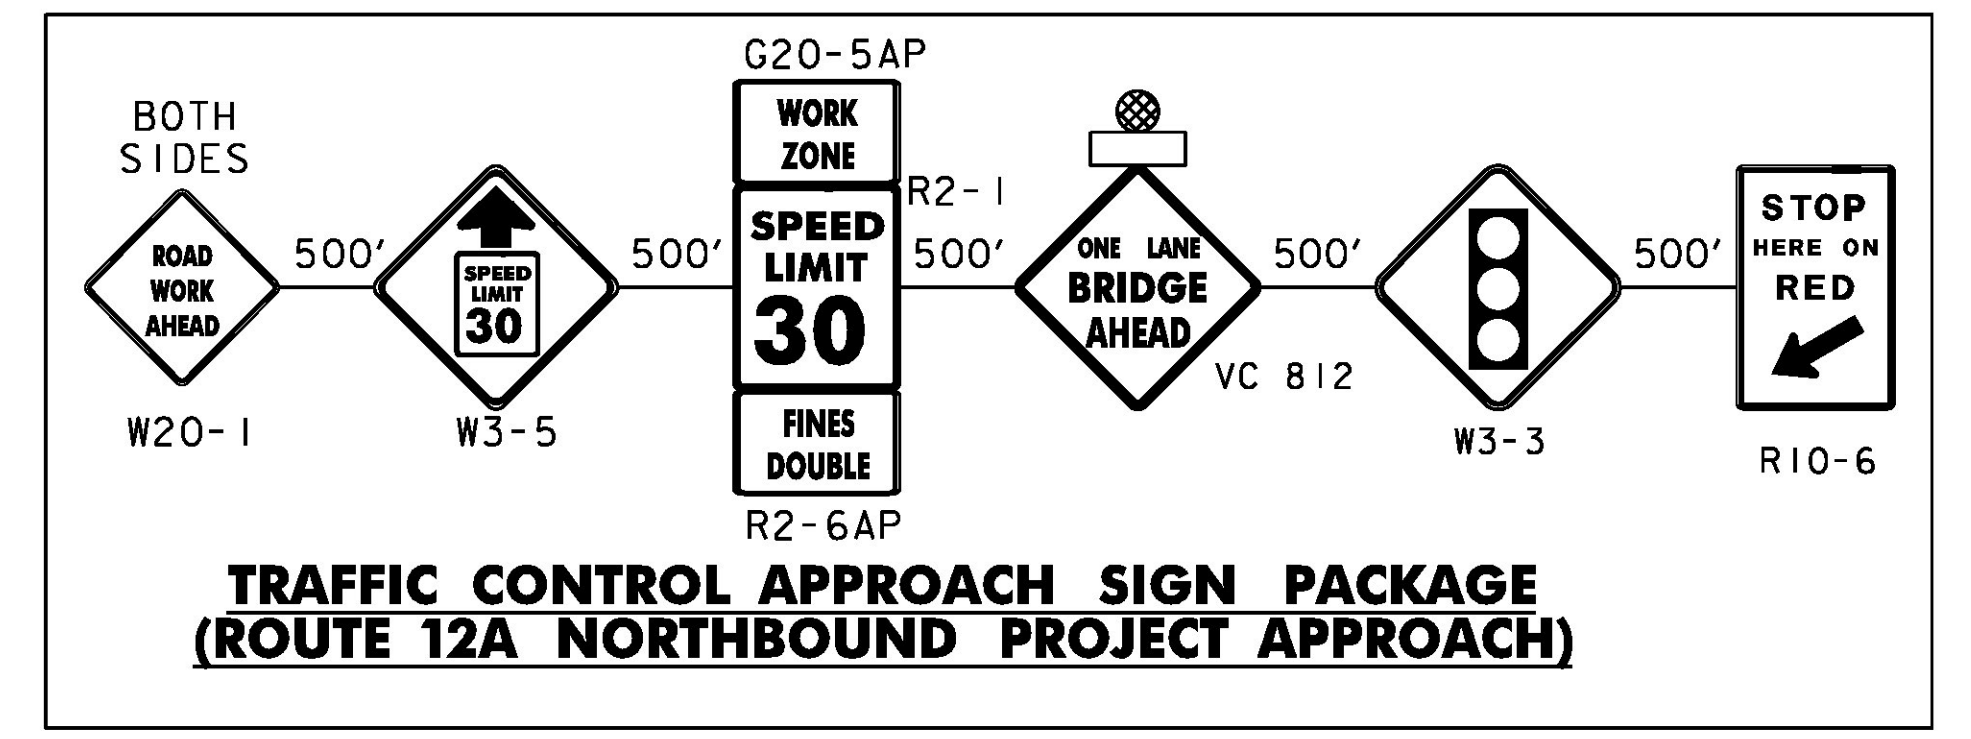 BOTH
SIDES
ROAD
WORK
AHEAD
W20-1
500'
SPEED
LIMIT
30
W3-5
500'
G20-5AP
WORK
ZONE
R2-1
SPEED
LIMIT
30
FINES
DOUBLE
R2-6AP
500'
ONE LANE
BRIDGE
AHEAD
VC 812
500'
W3-3
500'
STOP
HERE ON
RED
R10-6
TRAFFIC CONTROL APPROACH SIGN PACKAGE
(ROUTE 12A NORTHBOUND PROJECT APPROACH)